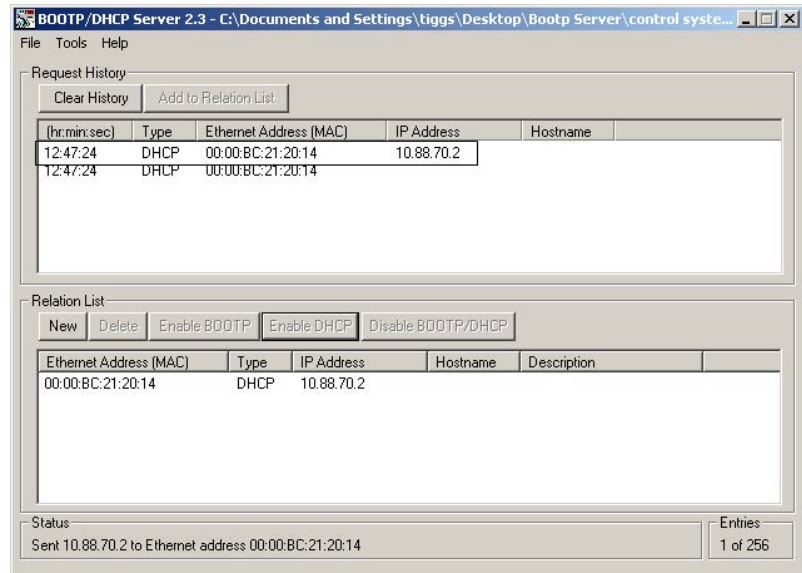 BOOTP/DHCP Server 2.3 - C:\Documents and Settings\tiggs\Desktop\Bootp Server\control syste...
File Tools Help
Request History
Clear History Add to Relation List
(hr:min:sec) Type Ethernet Address (MAC) IP Address Hostname
12:47:24 DHCP 00:00:BC:21:20:14 10.88.70.2
12:47:24 DHCP 00:00:BC:21:20:14
Relation List
New Delete Enable BOOTP Enable DHCP Disable BOOTP/DHCP
Ethernet Address (MAC) Type IP Address Hostname Description
00:00:BC:21:20:14 DHCP 10.88.70.2
Status
Sent 10.88.70.2 to Ethernet address 00:00:BC:21:20:14
Entries
1 of 256